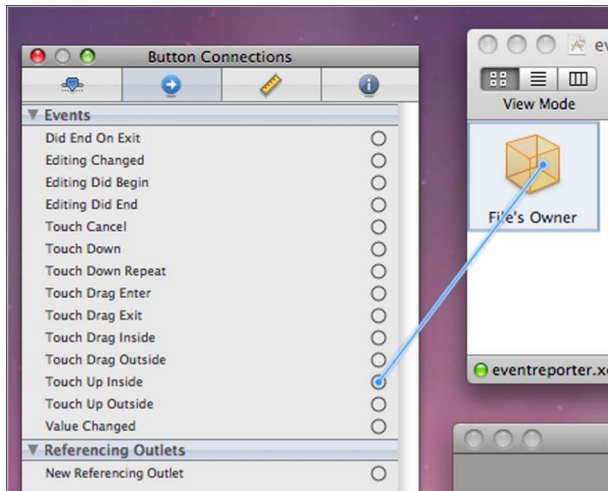 Button Connections
Events
Did End On Exit
Editing Changed
Editing Did Begin
Editing Did End
Touch Cancel
Touch Down
Touch Down Repeat
Touch Drag Enter
Touch Drag Exit
Touch Drag Inside
Touch Drag Outside
Touch Up Inside
Touch Up Outside
Value Changed
Referencing Outlets
New Referencing Outlet
ev
View Mode
File's Owner
eventreporter.xc